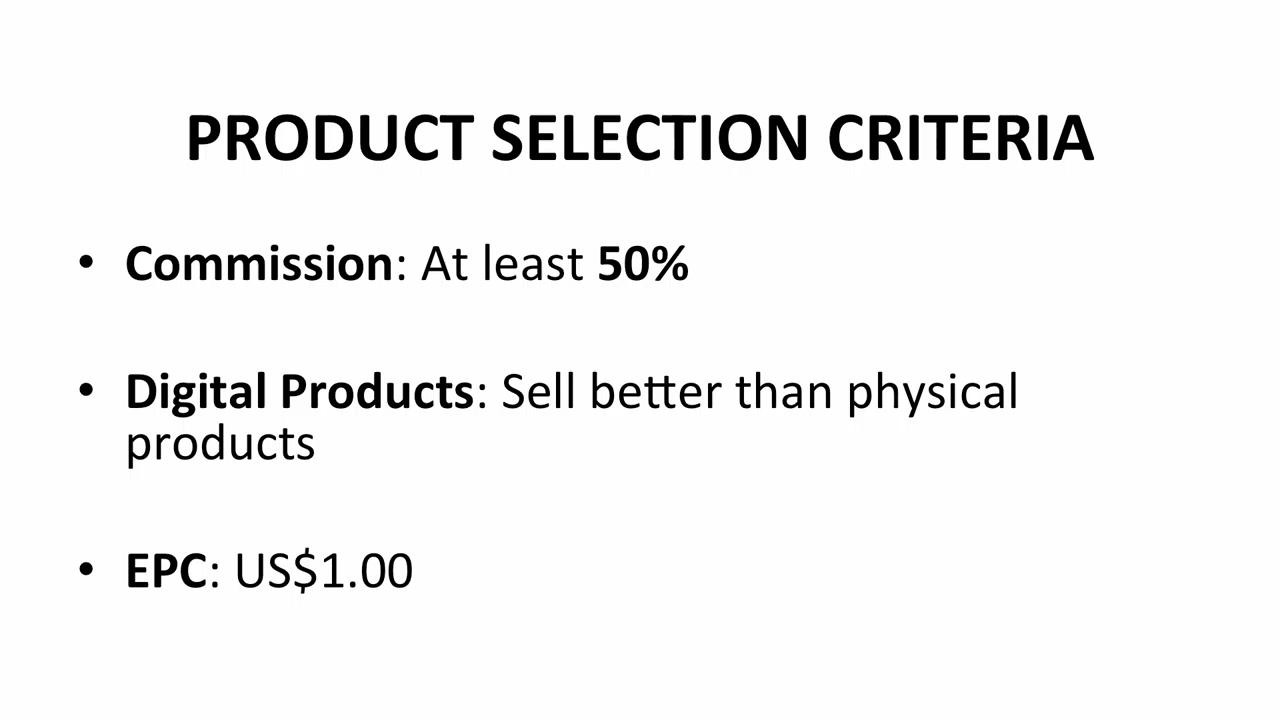 PRODUCT SELECTION CRITERIA
• Commission: At least 50%
• Digital Products: Sell better than physical
products
• EPC: US$1.00